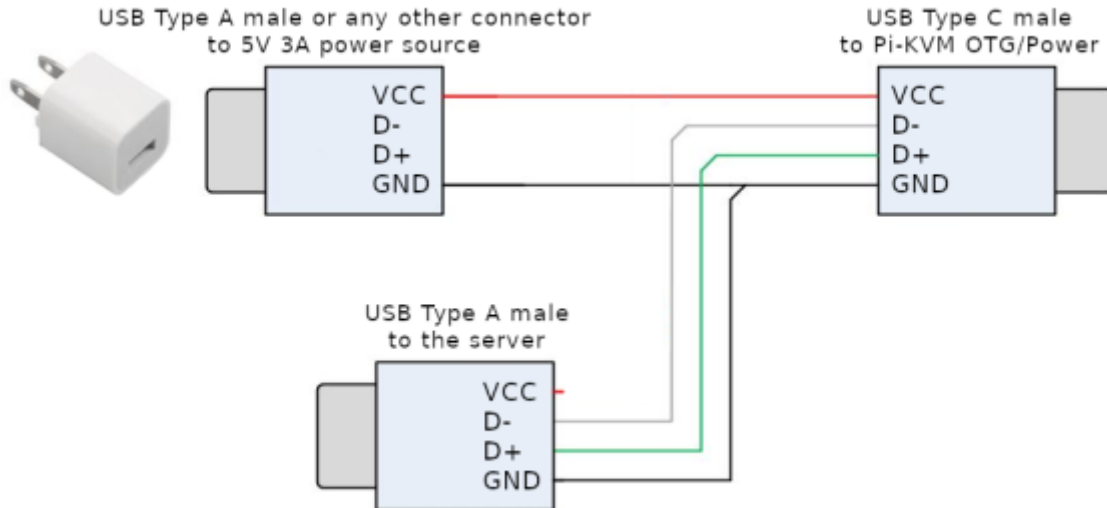 USB Type A male or any other connector
to 5V 3A power source
USB Type C male
to Pi-KVM OTG/Power
VCC
D-
D+
GND
VCC
D-
D+
GND
USB Type A male
to the server
VCC
D-
D+
GND